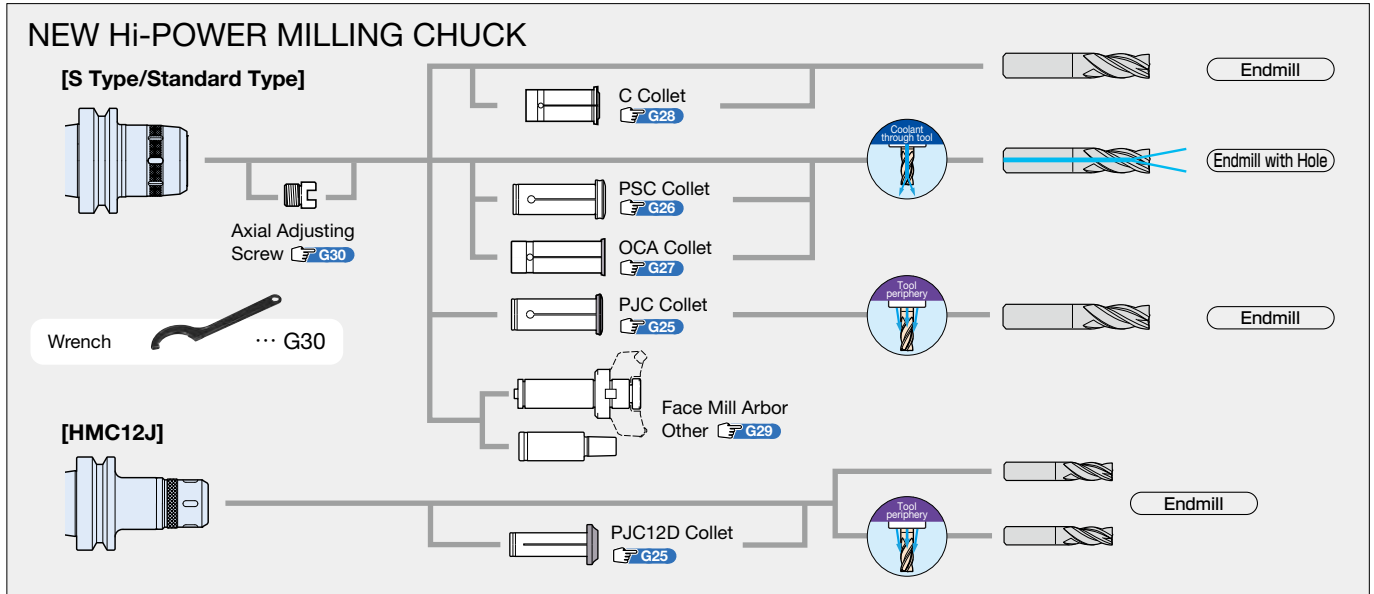 NEW Hi-POWER MILLING CHUCK
[S Type/Standard Type]
Axial Adjusting
Screw G30
Wrench ··· G30
C Collet
G28
PSC Collet
G26
OCA Collet
G27
PJC Collet
G25
Face Mill Arbor
Other G29
Coolant
through tool
Tool
periphery
Endmill
Endmill with Hole
Endmill
[HMC12J]
PJC12D Collet
G25
Tool
periphery
Endmill